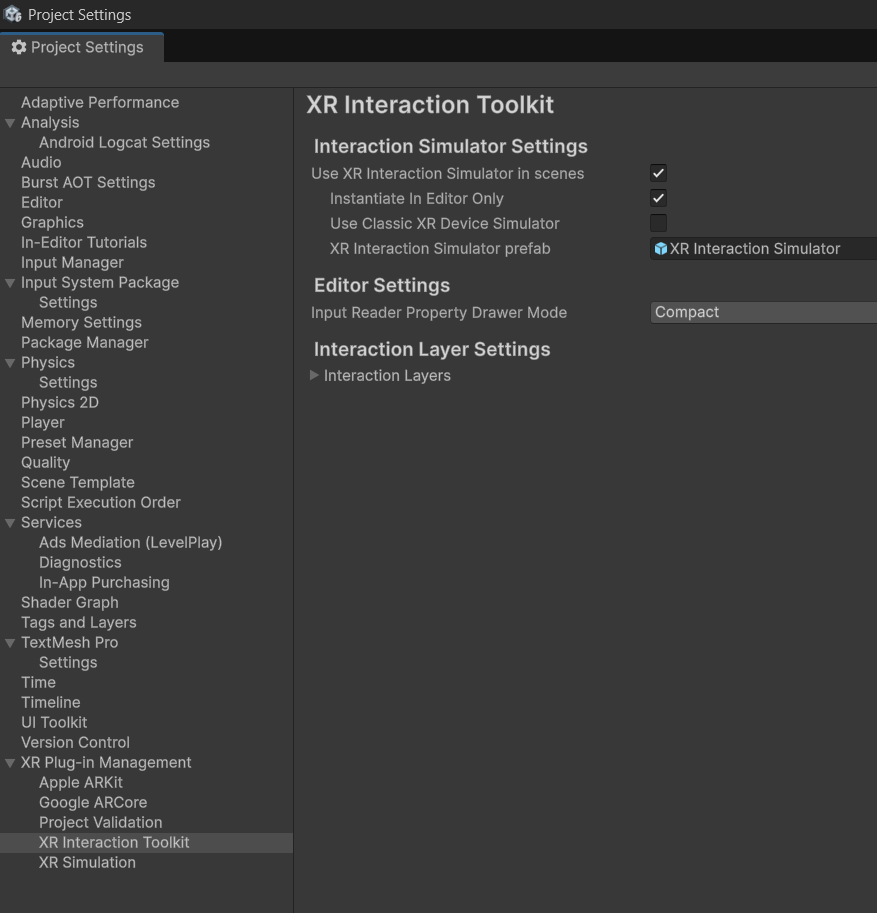 Project Settings
Project Settings
Adaptive Performance
Analysis
Android Logcat Settings
Audio
Burst AOT Settings
Editor
Graphics
In-Editor Tutorials
Input Manager
Input System Package
Settings
Memory Settings
Package Manager
Physics
Settings
Physics 2D
Player
Preset Manager
Quality
Scene Template
Script Execution Order
Services
Ads Mediation (LevelPlay)
Diagnostics
In-App Purchasing
Shader Graph
Tags and Layers
TextMesh Pro
Settings
Time
Timeline
UI Toolkit
Version Control
XR Plug-in Management
Apple ARKit
Google ARCore
Project Validation
XR Interaction Toolkit
XR Simulation
XR Interaction Toolkit
Interaction Simulator Settings
Use XR Interaction Simulator in scenes
Instantiate In Editor Only
Use Classic XR Device Simulator
XR Interaction Simulator prefab XR Interaction Simulator
Editor Settings
Input Reader Property Drawer Mode Compact
Interaction Layer Settings
Interaction Layers